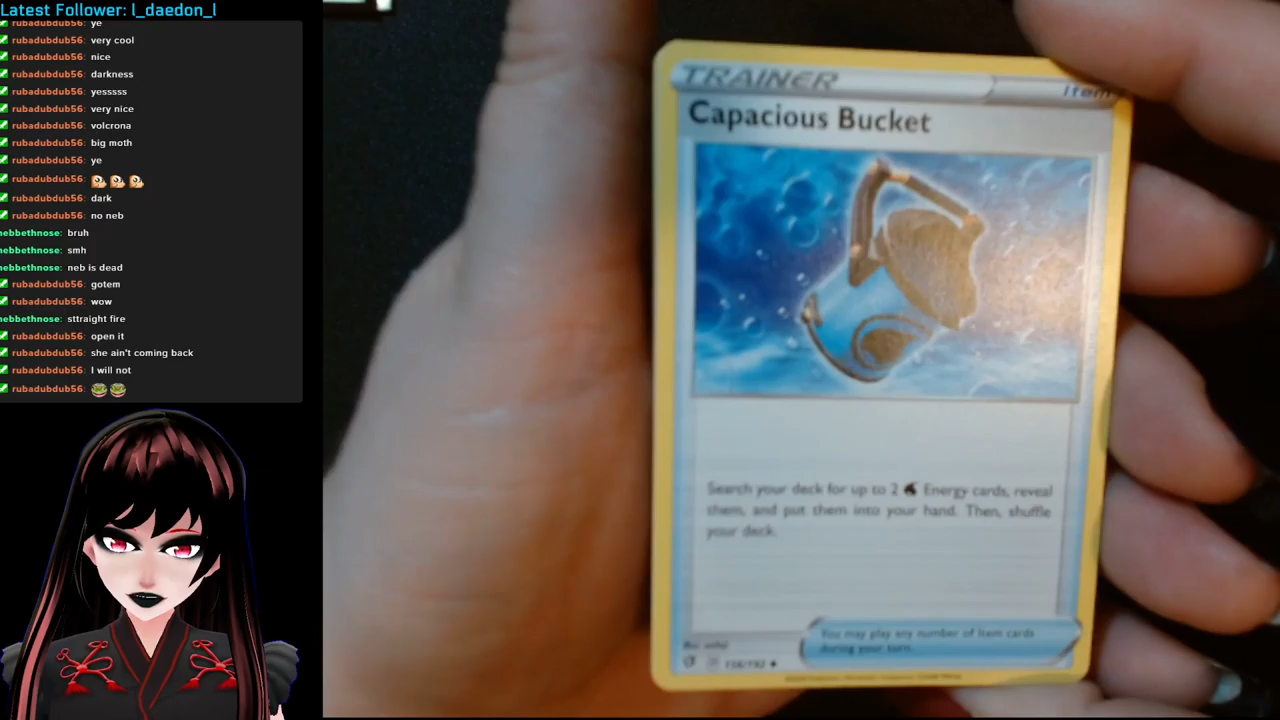 Latest Follower: l_daedon_l
rubadubdub56: ye
rubadubdub56: very cool
rubadubdub56: nice
rubadubdub56: darkness
rubadubdub56: yesssss
rubadubdub56: very nice
rubadubdub56: volcrona
rubadubdub56: big moth
rubadubdub56: ye
rubadubdub56:
rubadubdub56: dark
rubadubdub56: no neb
nebbethnose: bruh
nebbethnose: smh
nebbethnose: neb is dead
rubadubdub56: gotem
rubadubdub56: wow
nebbethnose: sttraight fire
rubadubdub56: open it
rubadubdub56: she ain't coming back
rubadubdub56: I will not
rubadubdub56:
TRAINER
Item
Capacious Bucket
Search your deck for up to 2 Energy cards, reveal
them, and put them into your hand. Then, shuffle
your deck.
You may play any number of Item cards
during your turn.
156/192